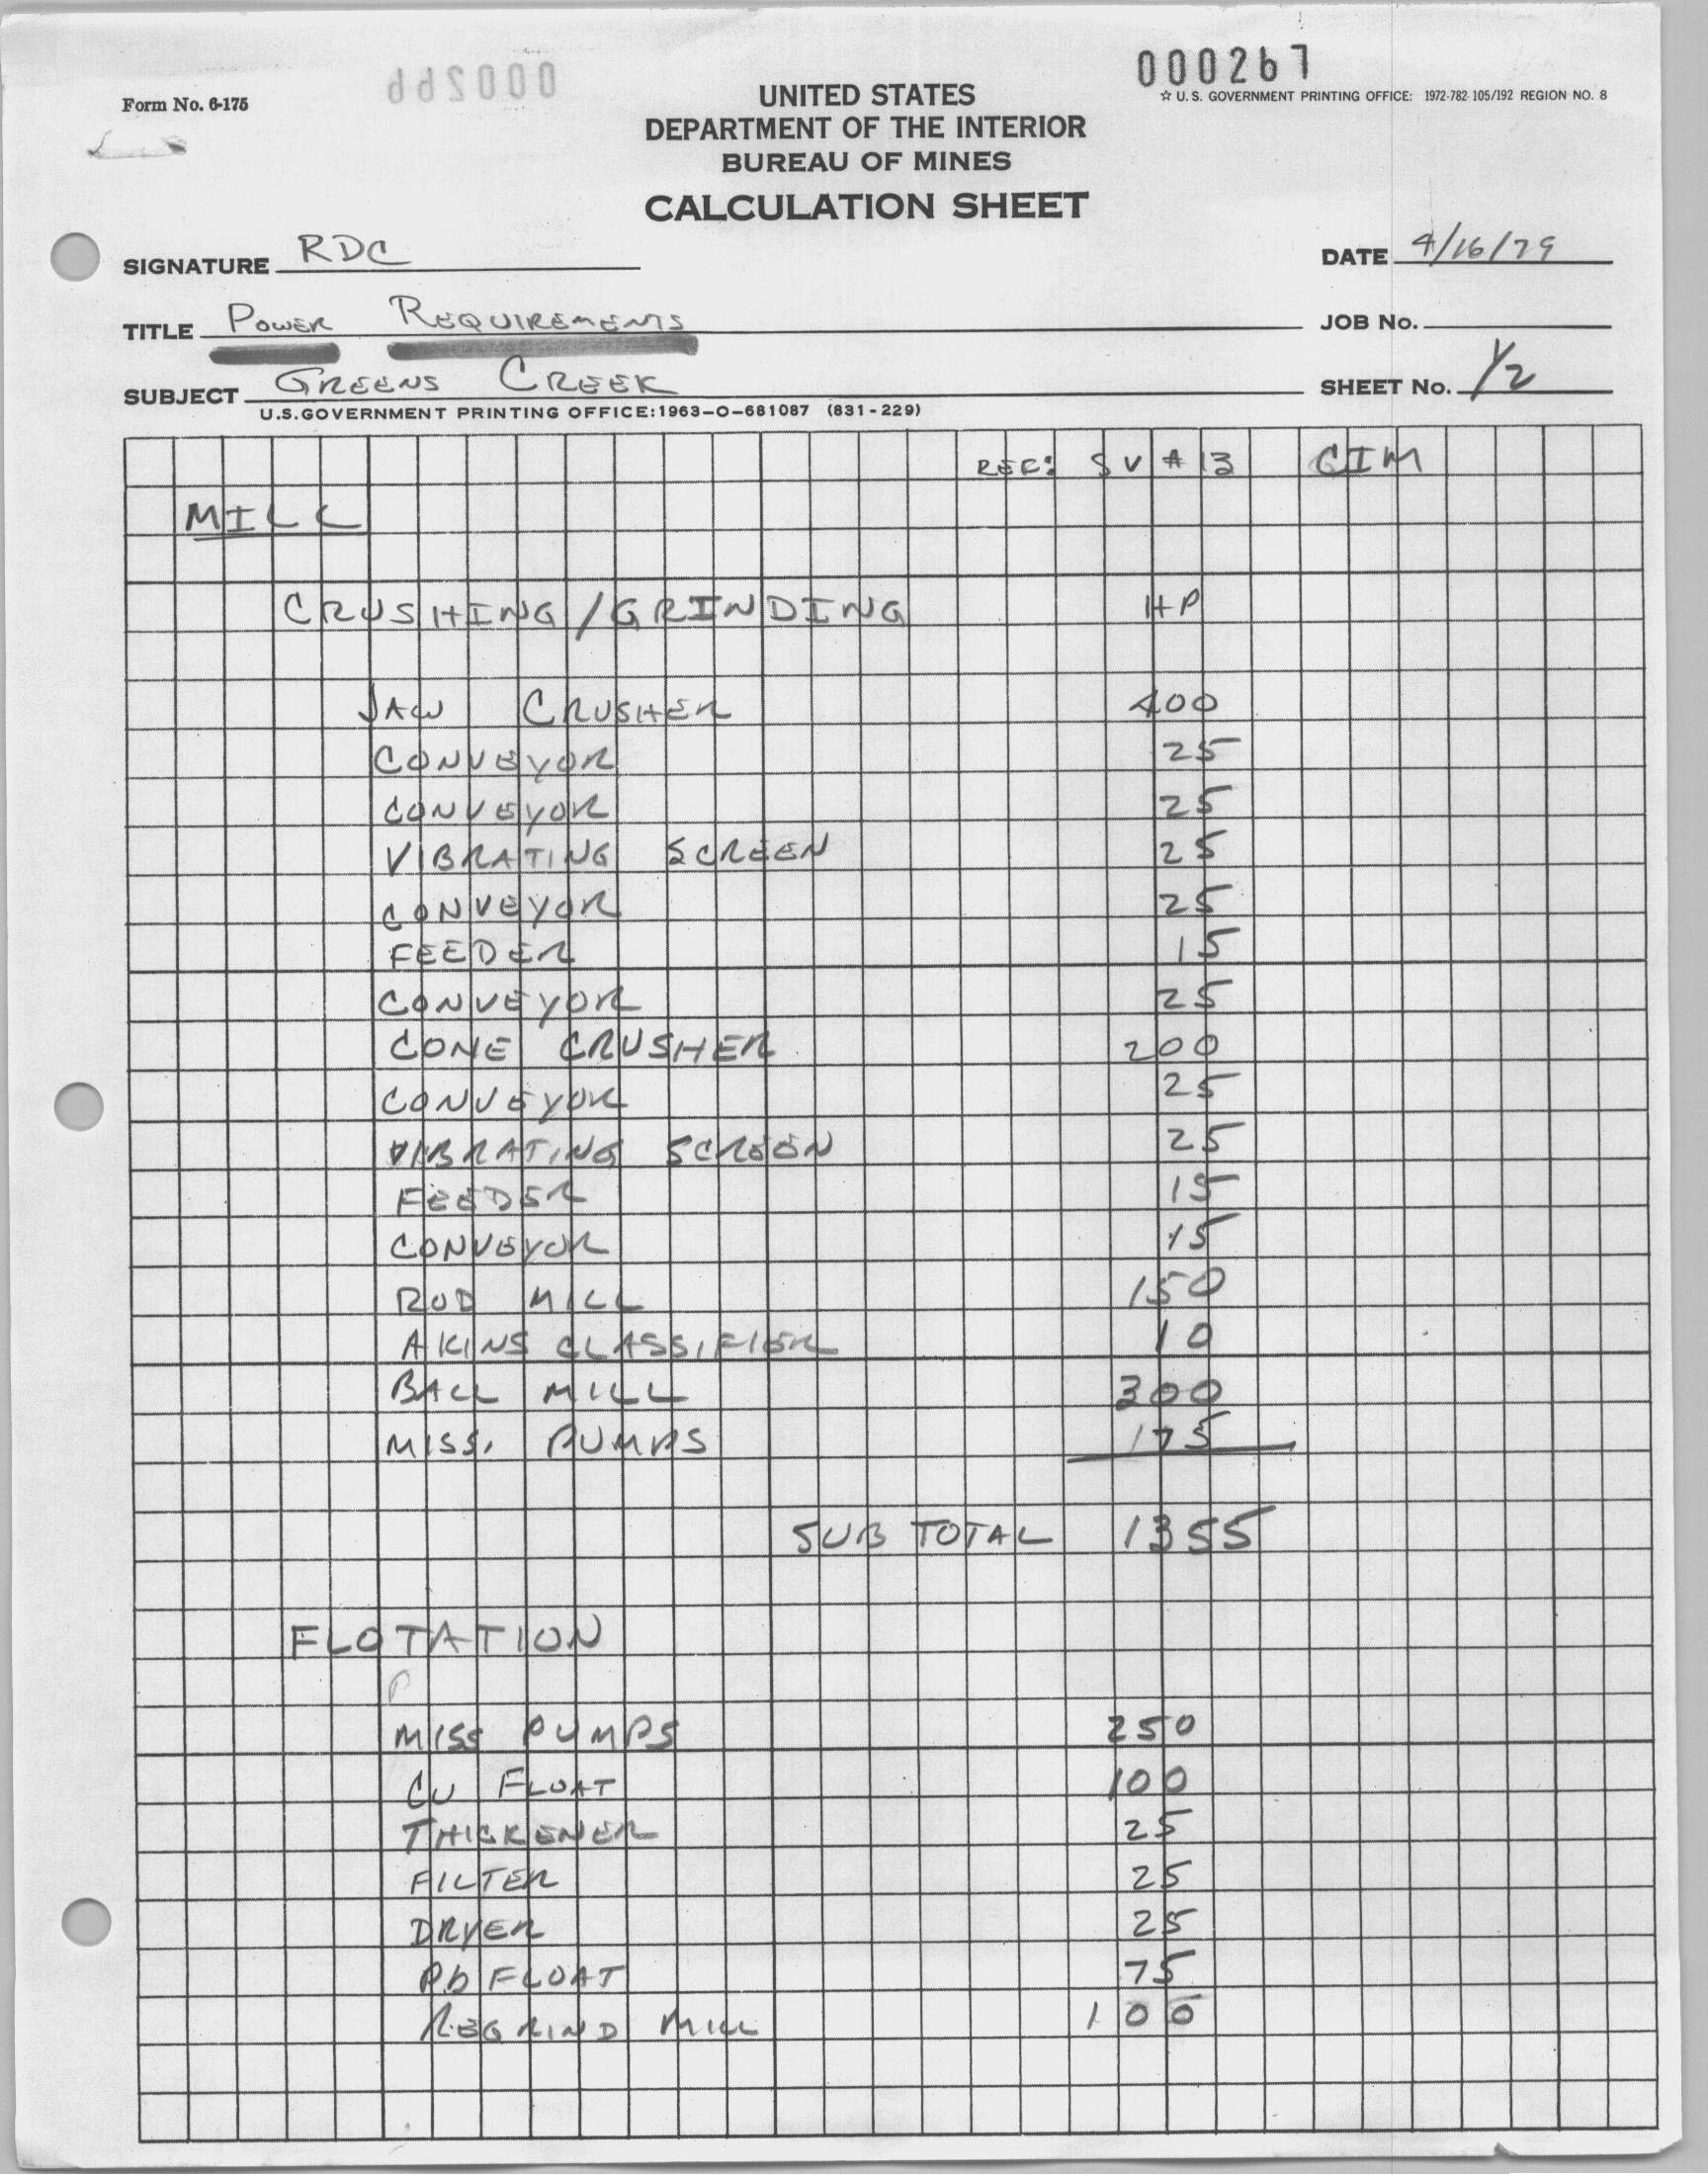 000267
Form No. 6-175
☆ U. S. GOVERNMENT PRINTING OFFICE: 1972-782-105/192 REGION NO. 8
UNITED STATES
DEPARTMENT OF THE INTERIOR
BUREAU OF MINES
CALCULATION SHEET
SIGNATURE RDC DATE 4/16/79
TITLE POWER REQUIREMENTS JOB No.
SUBJECT GREENS CREEK SHEET No. 1/2
U.S.GOVERNMENT PRINTING OFFICE:1963-O-681087 (831-229)
REF: SV #13 CIM
MILL
CRUSHING/GRINDING HP
JAW CRUSHER 400
CONVEYOR 25
CONVEYOR 25
VIBRATING SCREEN 25
CONVEYOR 25
FEEDER 15
CONVEYOR 25
CONE CRUSHER 200
CONVEYOR 25
VIBRATING SCREEN 25
FEEDER 15
CONVEYOR 15
ROD MILL 150
AKINS CLASSIFIER 10
BALL MILL 300
MISS. PUMPS 175
SUB TOTAL 1355
FLOTATION
MISS PUMPS 250
CU FLOAT 100
THICKENER 25
FILTER 25
DRYER 25
Pb FLOAT 75
REGRIND MILL 100